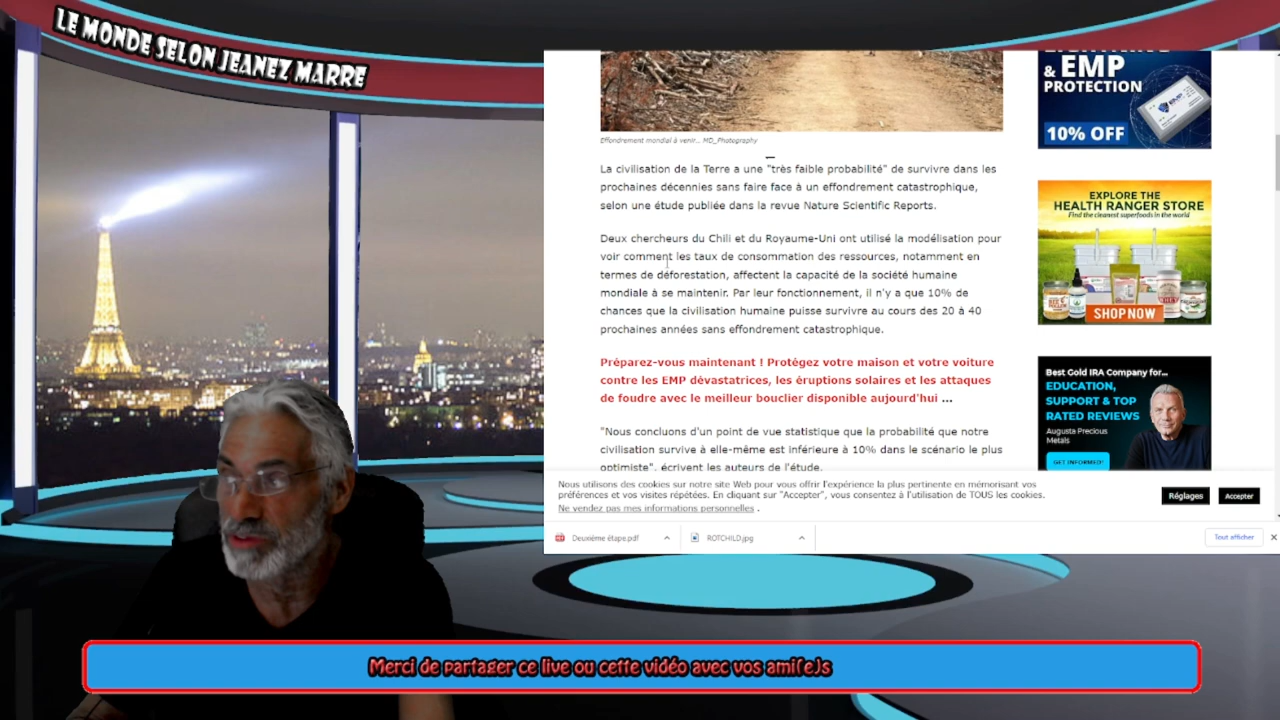 LE MONDE SELON JEANEZ MARRE
& EMP
PROTECTION
10% OFF
Effondrement mondial à venir... MD_Photography
La civilisation de la Terre a une "très faible probabilité" de survivre dans les
prochaines décennies sans faire face à un effondrement catastrophique,
selon une étude publiée dans la revue Nature Scientific Reports.
Deux chercheurs du Chili et du Royaume-Uni ont utilisé la modélisation pour
voir comment les taux de consommation des ressources, notamment en
termes de déforestation, affectent la capacité de la société humaine
mondiale à se maintenir. Par leur fonctionnement, il n'y a que 10% de
chances que la civilisation humaine puisse survivre au cours des 20 à 40
prochaines années sans effondrement catastrophique.
Préparez-vous maintenant ! Protégez votre maison et votre voiture
contre les EMP dévastatrices, les éruptions solaires et les attaques
de foudre avec le meilleur bouclier disponible aujourd'hui ...
"Nous concluons d'un point de vue statistique que la probabilité que notre
civilisation survive à elle-même est inférieure à 10% dans le scénario le plus
optimiste", écrivent les auteurs de l'étude.
EXPLORE THE
HEALTH RANGER STORE
Find the cleanest superfoods in the world
SHOP NOW
Best Gold IRA Company for...
EDUCATION,
SUPPORT & TOP
RATED REVIEWS
Augusta Precious
Metals
GET INFORMED!
Nous utilisons des cookies sur notre site Web pour vous offrir l'expérience la plus pertinente en mémorisant vos
préférences et vos visites répétées. En cliquant sur "Accepter", vous consentez à l'utilisation de TOUS les cookies.
Ne vendez pas mes informations personnelles .
Réglages
Accepter
Deuxième étape.pdf
ROTCHILD.jpg
Tout afficher
Merci de partager ce live ou cette vidéo avec vos ami(e)s